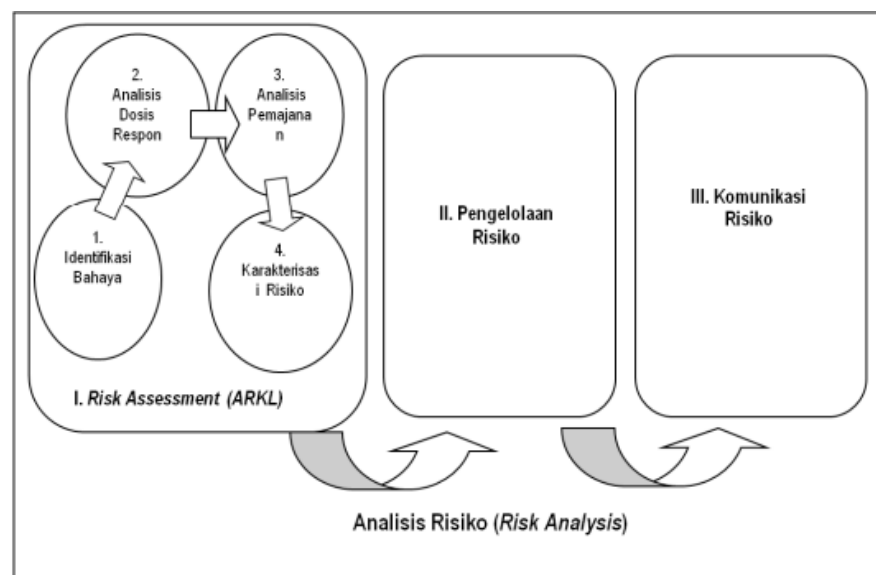 2.
Analisis
Dosis
Respon
3.
Analisis
Pemajana
n
1.
Identifikasi
Bahaya
4.
Karakterisas
i Risiko
I. Risk Assessment (ARKL)
II. Pengelolaan
Risiko
III. Komunikasi
Risiko
Analisis Risiko (Risk Analysis)